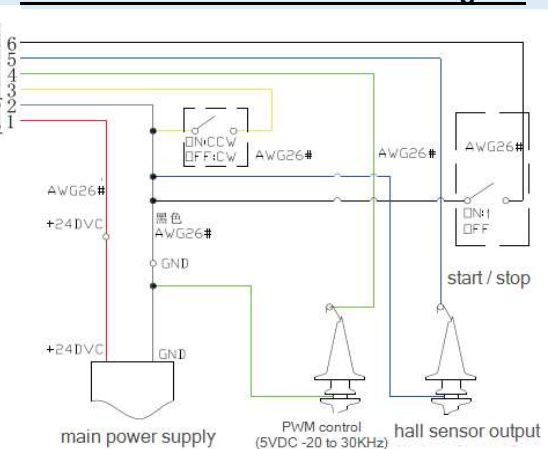 6
5
4
3
2
1
ON:CCW
OFF:CW
AWG26#
AWG26#
AWG26#
AWG26#
+24DVC
黑色
AWG26#
GND
ON:1
OFF
start / stop
+24DVC
GND
main power supply
PWM control
(5VDC -20 to 30KHz)
hall sensor output